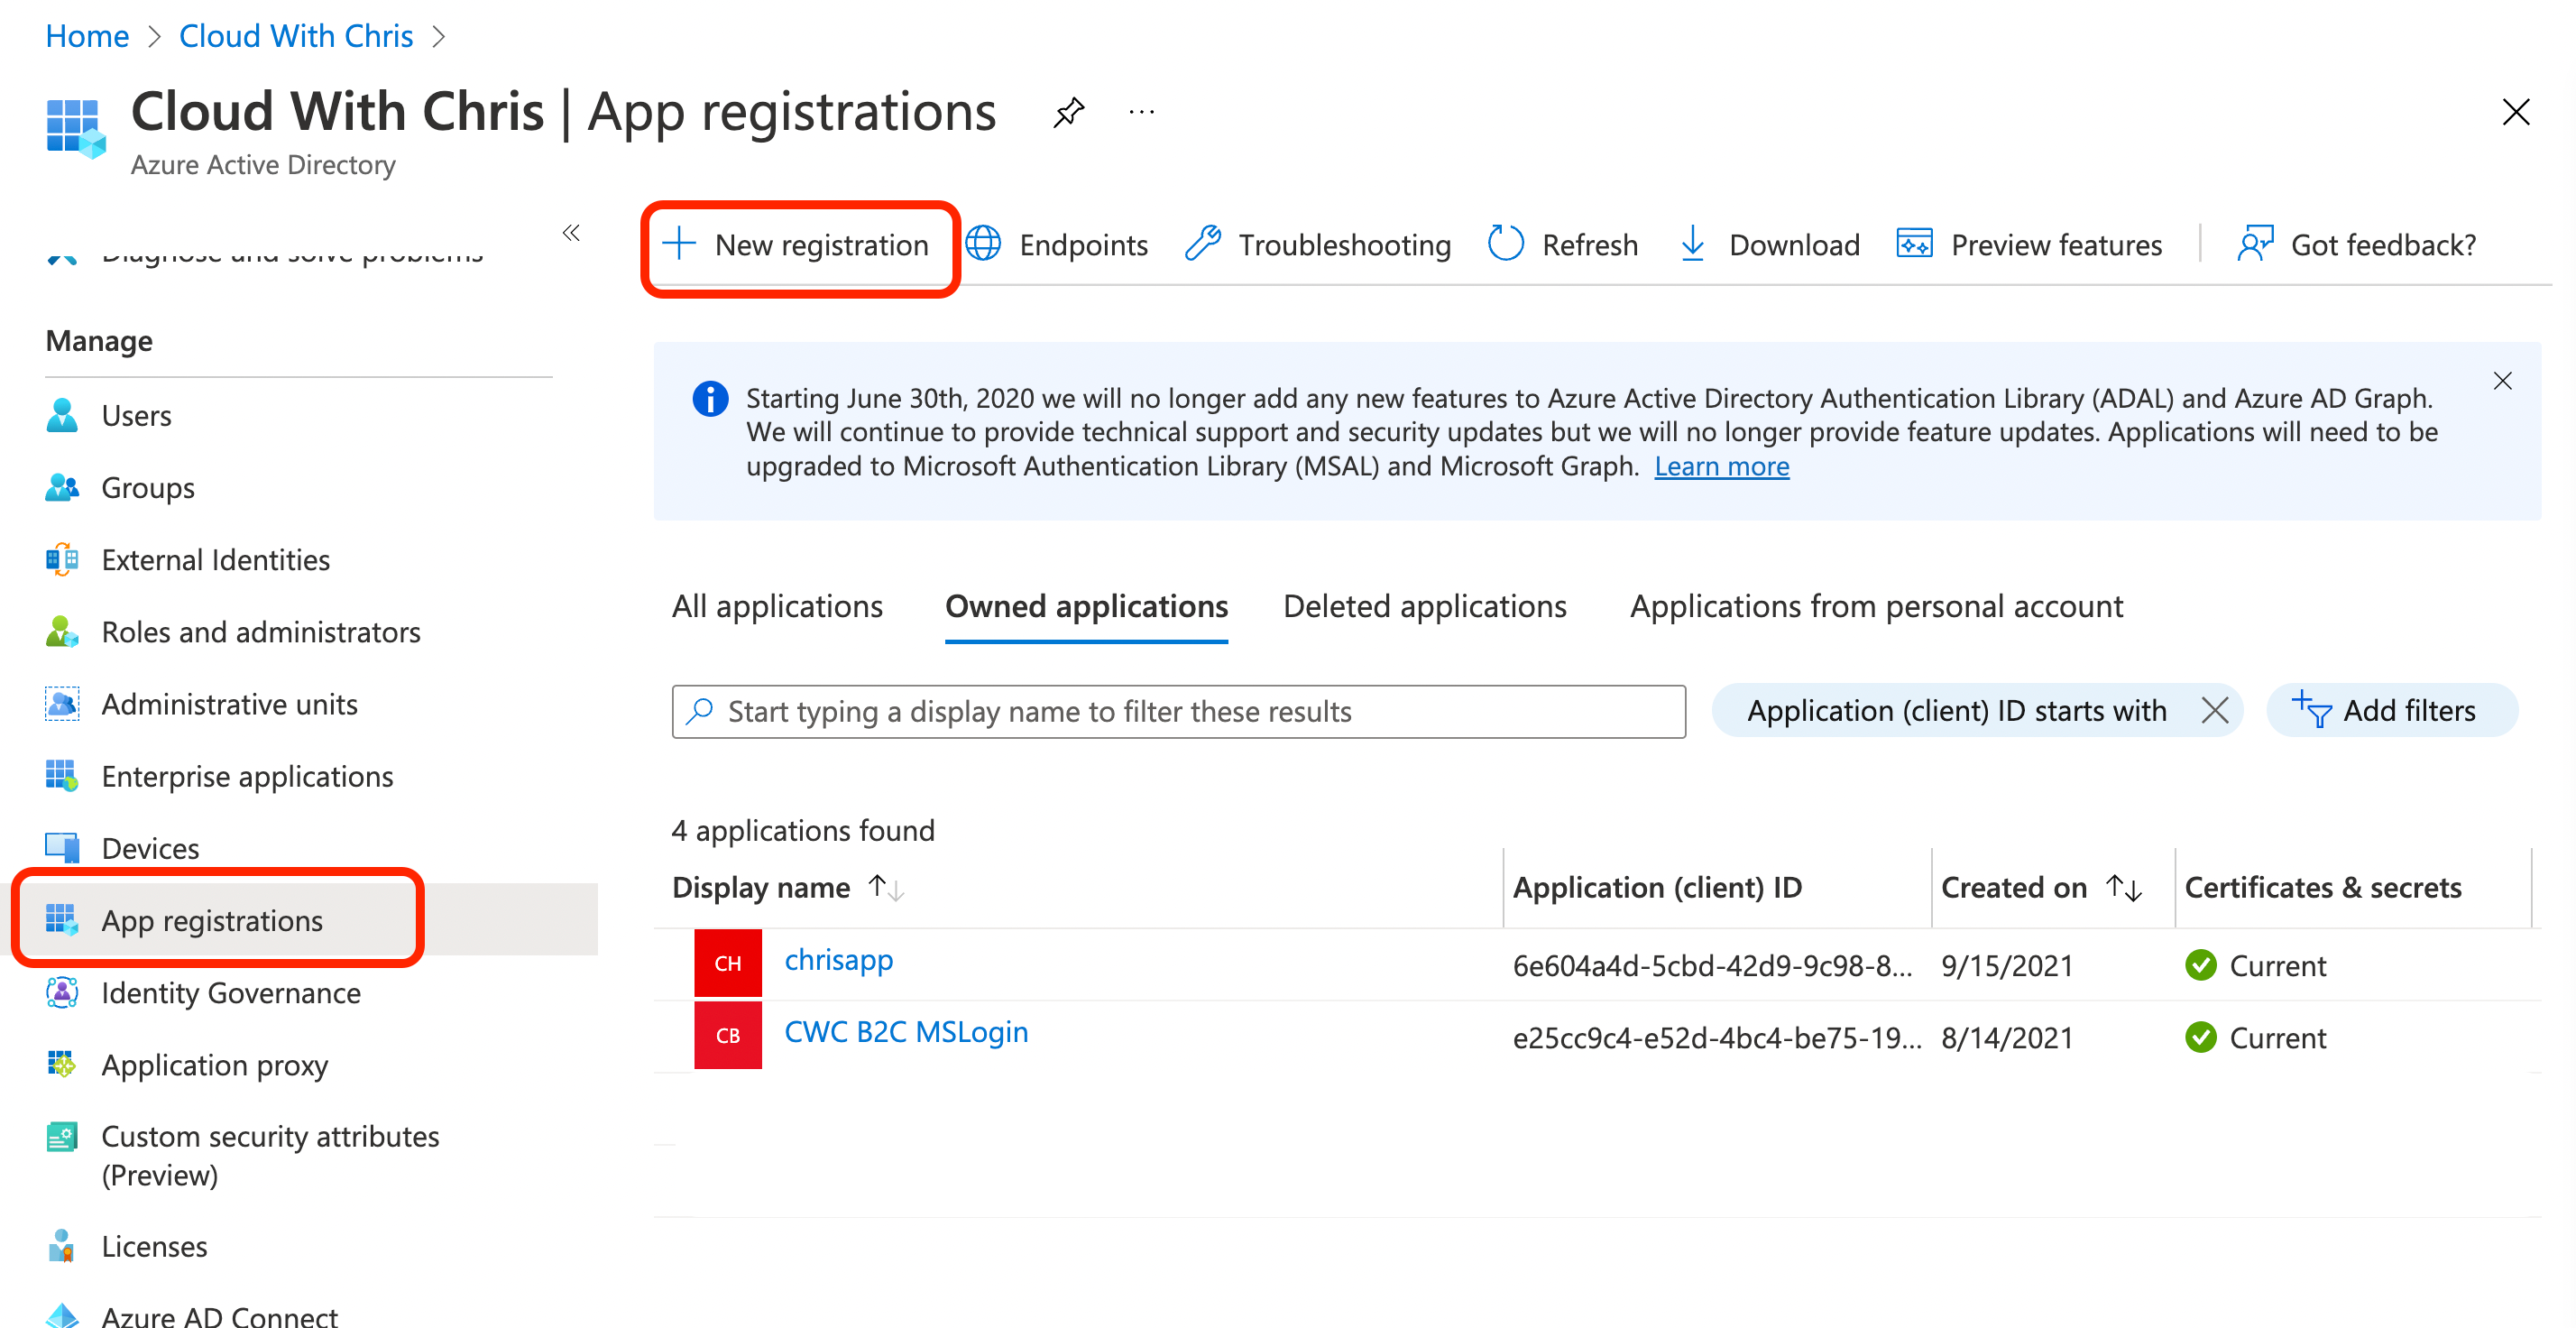 Home > Cloud With Chris >
Cloud With Chris | App registrations ...
Azure Active Directory
«
Diagnose and solve problems
Manage
Users
Groups
External Identities
Roles and administrators
Administrative units
Enterprise applications
Devices
App registrations
Identity Governance
Application proxy
Custom security attributes
(Preview)
Licenses
Azure AD Connect
New registration Endpoints Troubleshooting Refresh Download Preview features Got feedback?
Starting June 30th, 2020 we will no longer add any new features to Azure Active Directory Authentication Library (ADAL) and Azure AD Graph.
We will continue to provide technical support and security updates but we will no longer provide feature updates. Applications will need to be
upgraded to Microsoft Authentication Library (MSAL) and Microsoft Graph. Learn more
All applications Owned applications Deleted applications Applications from personal account
Start typing a display name to filter these results Application (client) ID starts with Add filters
4 applications found
Display name Application (client) ID Created on Certificates & secrets
CH chrisapp 6e604a4d-5cbd-42d9-9c98-8... 9/15/2021 Current
CB CWC B2C MSLogin e25cc9c4-e52d-4bc4-be75-19... 8/14/2021 Current